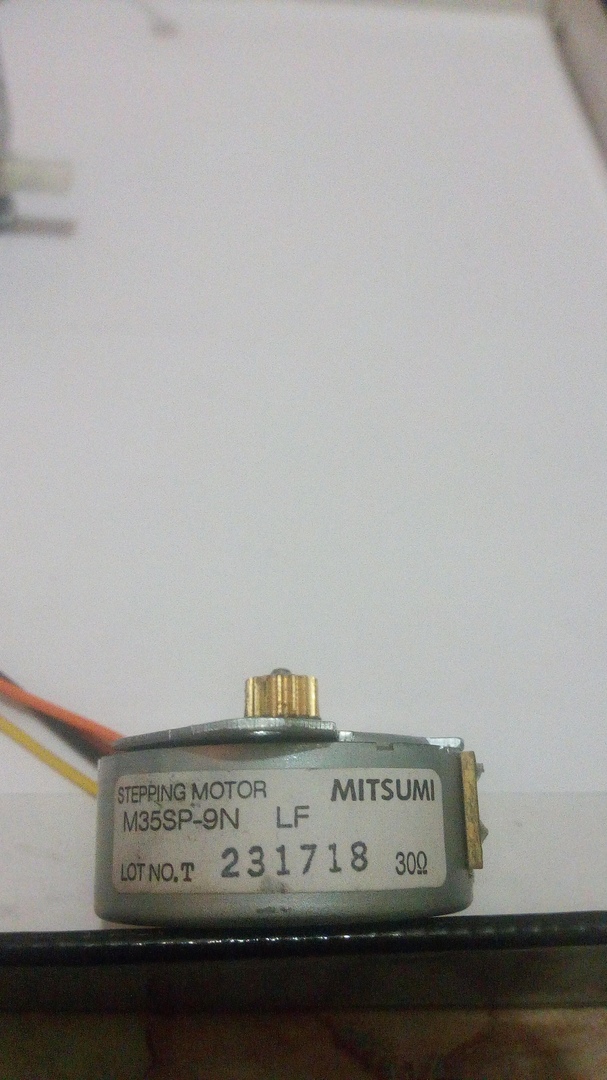 STEPPING MOTOR MITSUMI
M35SP-9N LF
LOT NO.T 231718 30Ω